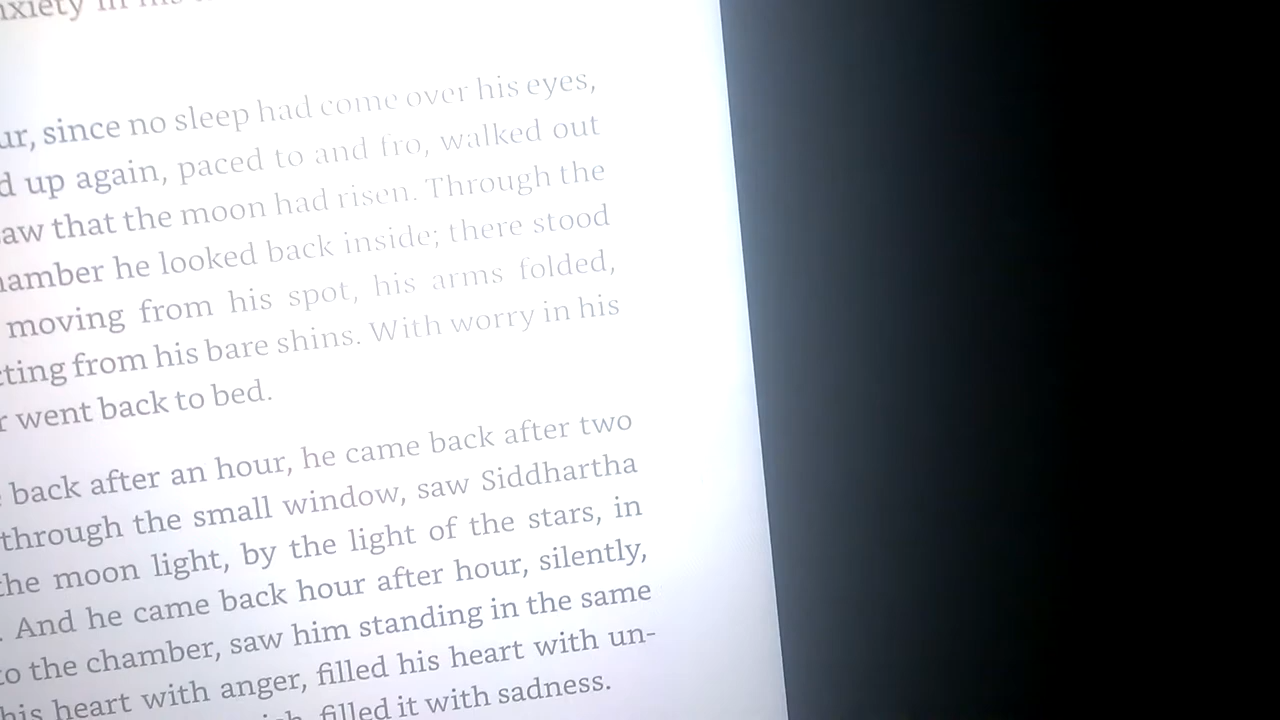 ur, since no sleep had come over his eyes,
d up again, paced to and fro, walked out
aw that the moon had risen. Through the
hamber he looked back inside; there stood
moving from his spot, his arms folded,
cting from his bare shins. With worry in his
r went back to bed.
back after an hour, he came back after two
through the small window, saw Siddhartha
the moon light, by the light of the stars, in
. And he came back hour after hour, silently,
to the chamber, saw him standing in the same
his heart with anger, filled his heart with un-
filled it with sadness.